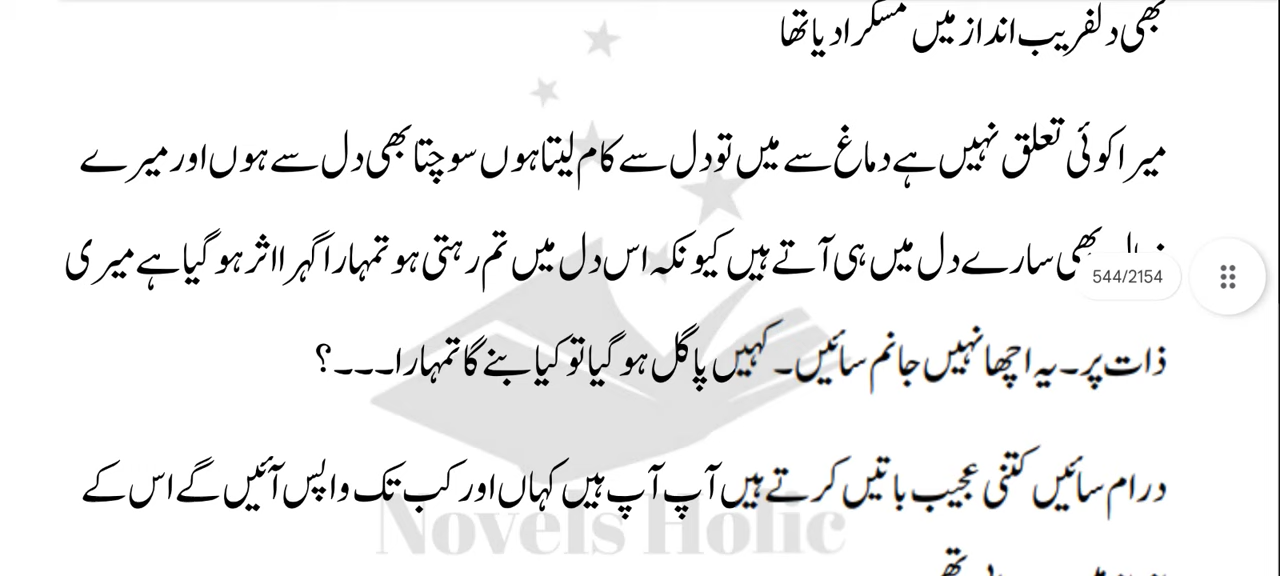 بھی دلفریب انداز میں مسکرا دیا تھا
میرا کوئی تعلق نہیں ہے دماغ سے میں تو دل سے کام لیتا ہوں سوچتا بھی دل سے ہوں اور میرے
بھی سارے دل میں ہی آتے ہیں کیونکہ اس دل میں تم رہتی ہو تمہارا گہرا اثر ہو گیا ہے میری
544/2154
ذات پر۔ یہ اچھا نہیں جانم سائیں۔ کہیں پاگل ہو گیا تو کیا بنے گا تمہارا۔۔۔؟
درام سائیں کتنی عجیب باتیں کرتے ہیں آپ آپ ہیں کہاں اور کب تک واپس آئیں گے اس کے
Novels Holic